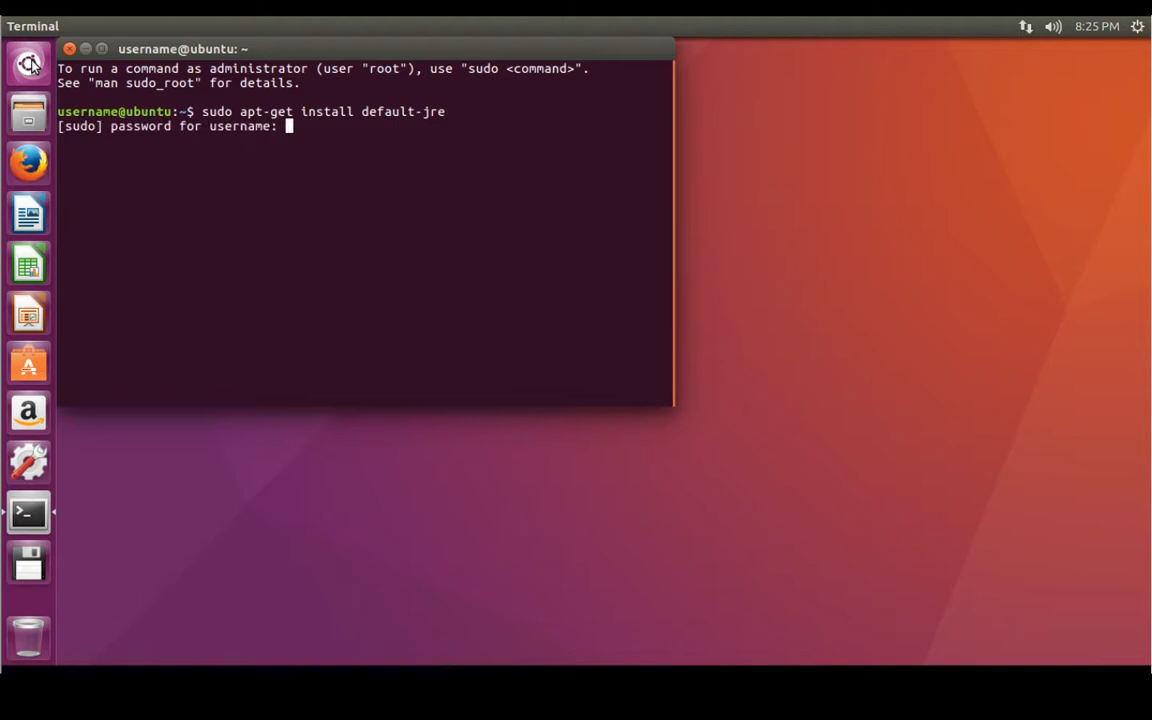 Terminal
8:25 PM
username@ubuntu: ~
To run a command as administrator (user "root"), use "sudo <command>".
See "man sudo_root" for details.
username@ubuntu:~$ sudo apt-get install default-jre
[sudo] password for username: